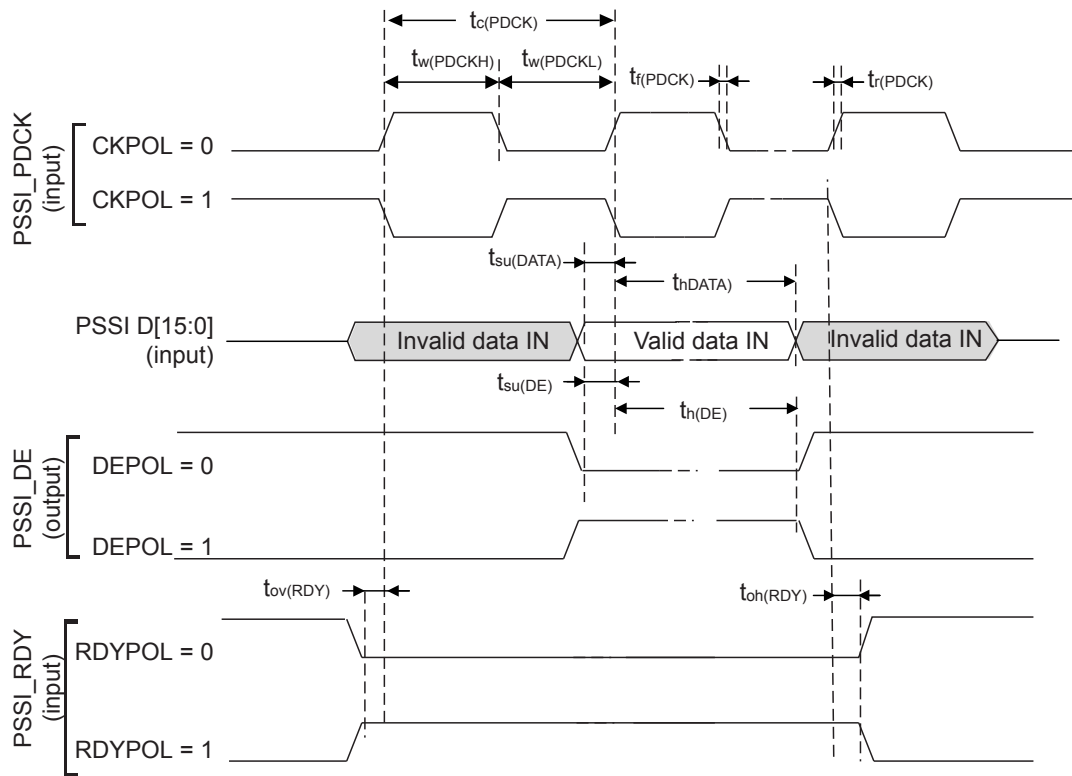 tc(PDCK)
tw(PDCKH)
tw(PDCKL)
tf(PDCK)
tr(PDCK)
PSSI_PDCK
(input)
CKPOL = 0
CKPOL = 1
tsu(DATA)
thDATA)
PSSI D[15:0]
(input)
Invalid data IN
Valid data IN
Invalid data IN
tsu(DE)
th(DE)
PSSI_DE
(output)
DEPOL = 0
DEPOL = 1
tov(RDY)
toh(RDY)
PSSI_RDY
(input)
RDYPOL = 0
RDYPOL = 1